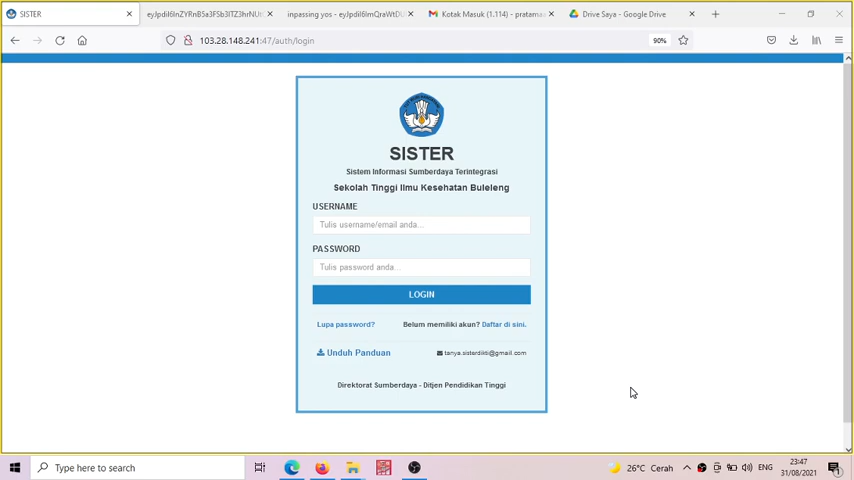 SISTER
eyJpdiI6InZYRnB5a3FSb3lTZ3hrNUt
inpassing yos - eyJpdiI6ImQraWtDU
Kotak Masuk (1.114) - pratama
Drive Saya - Google Drive
103.28.148.241:47/auth/login
90%
SISTER
Sistem Informasi Sumberdaya Terintegrasi
Sekolah Tinggi Ilmu Kesehatan Buleleng
USERNAME
Tulis username/email anda...
PASSWORD
Tulis password anda...
LOGIN
Lupa password?
Belum memiliki akun? Daftar di sini.
Unduh Panduan
tanya.sisterdikti@gmail.com
Direktorat Sumberdaya - Ditjen Pendidikan Tinggi
Type here to search
26°C Cerah
ENG
23:47
31/08/2021
1